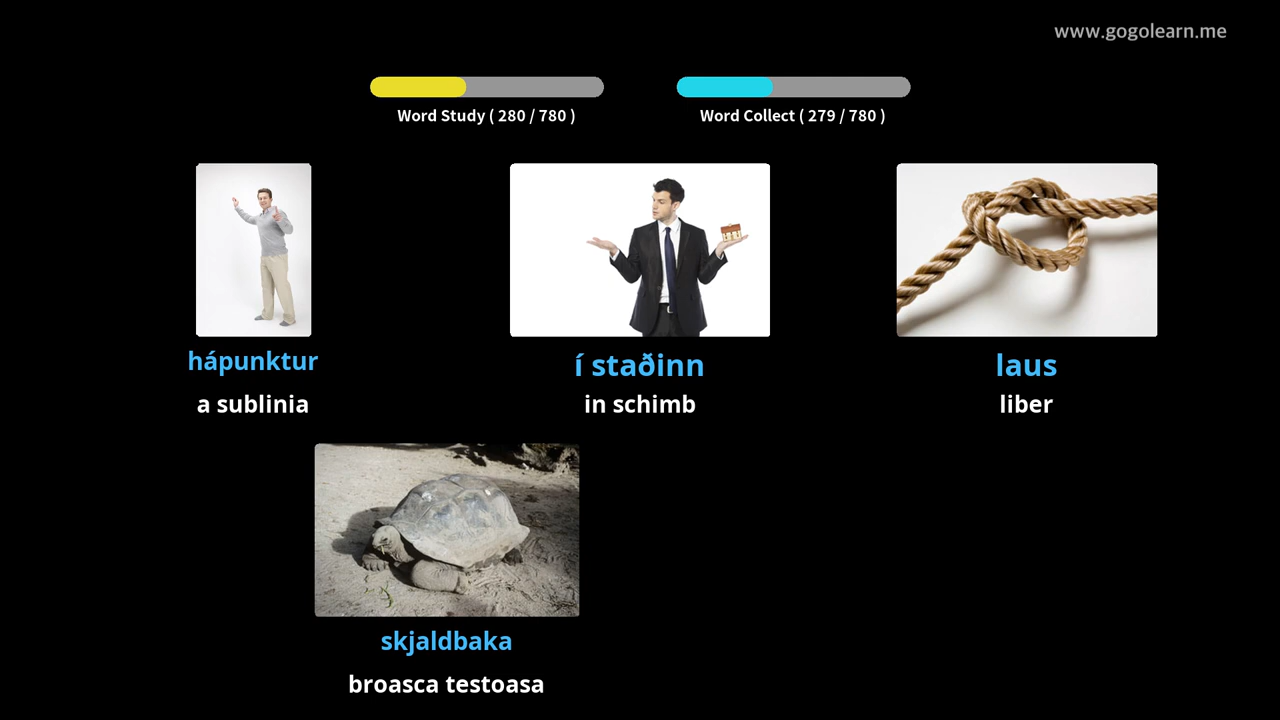 www.gogolearn.me
Word Study ( 280 / 780 )
Word Collect ( 279 / 780 )
hápunktur
a sublinia
í staðinn
in schimb
laus
liber
skjaldbaka
broasca testoasa